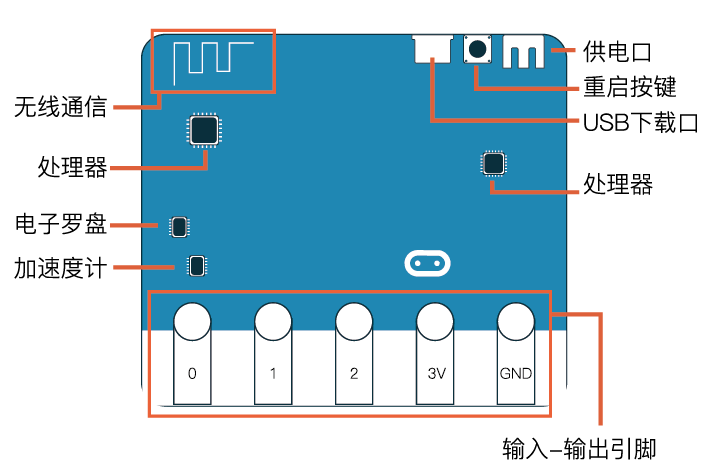 供电口
重启按键
无线通信
USB下载口
处理器
处理器
电子罗盘
加速度计
0
1
2
3V
GND
输入-输出引脚